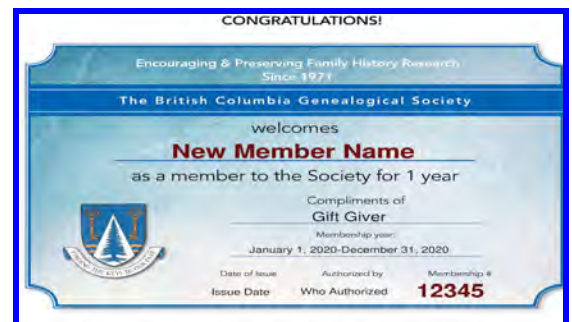 CONGRATULATIONS!
Encouraging & Preserving Family History Research
Since 1971
The British Columbia Genealogical Society
welcomes
New Member Name
as a member to the Society for 1 year
Compliments of
Gift Giver
Membership year:
January 1, 2020-December 31, 2020
Date of Issue Authorized by Membership #
Issue Date Who Authorized 12345